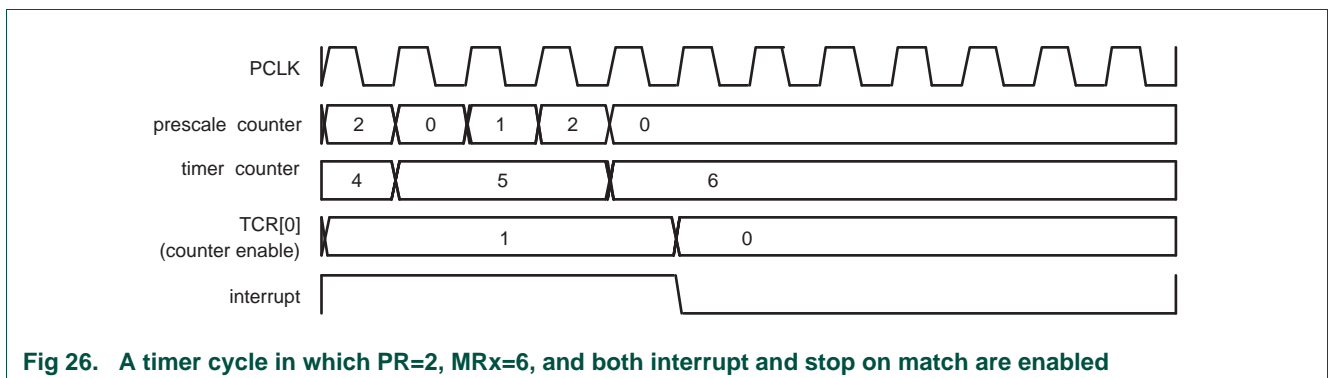 PCLK
prescale counter 2 0 1 2 0
timer counter 4 5 6
TCR[0]
(counter enable) 1 0
interrupt
Fig 26. A timer cycle in which PR=2, MRx=6, and both interrupt and stop on match are enabled